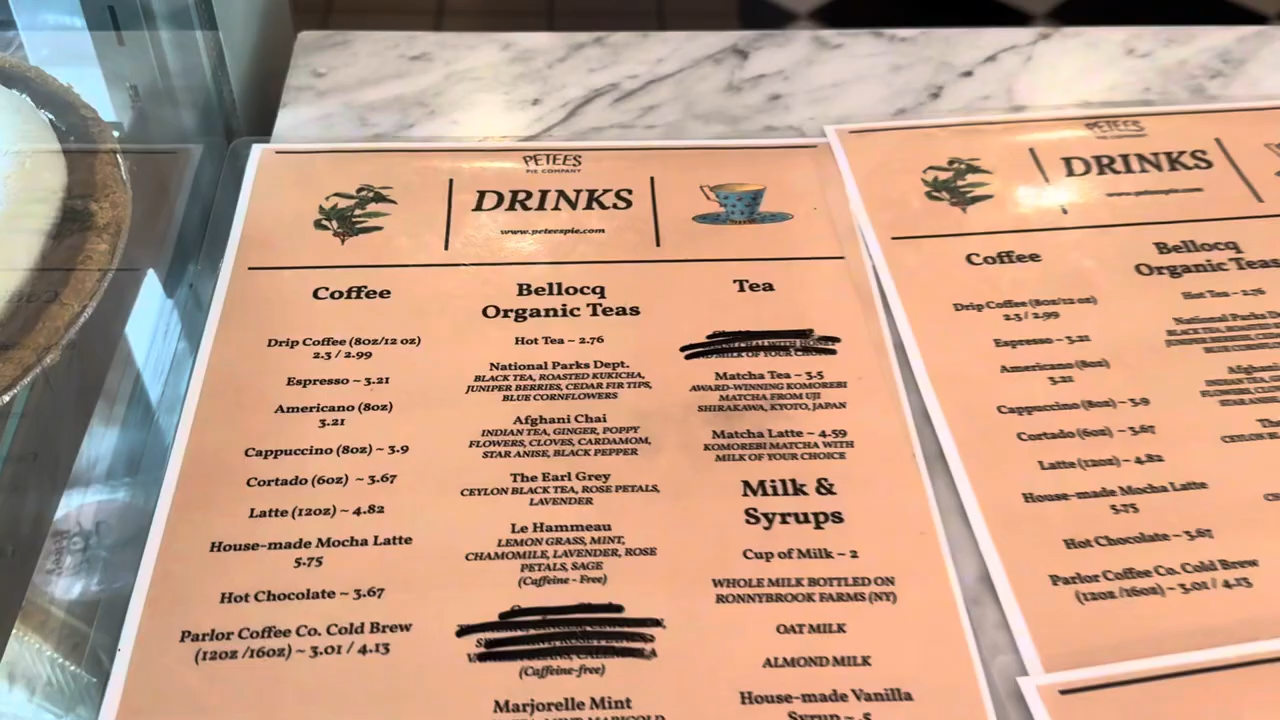 PETEE'S
PIE COMPANY
DRINKS
www.peteespie.com
Coffee
Drip Coffee (8oz/12 oz)
2.3 / 2.99
Espresso ~ 3.21
Americano (8oz)
3.21
Cappuccino (8oz) ~ 3.9
Cortado (6oz) ~ 3.67
Latte (12oz) ~ 4.82
House-made Mocha Latte
5.75
Hot Chocolate ~ 3.67
Parlor Coffee Co. Cold Brew
(12oz /16oz) ~ 3.01 / 4.13
Bellocq
Organic Teas
Hot Tea ~ 2.76
National Parks Dept.
BLACK TEA, ROASTED KUKICHA,
JUNIPER BERRIES, CEDAR FIR TIPS,
BLUE CORNFLOWERS
Afghani Chai
INDIAN TEA, GINGER, POPPY
FLOWERS, CLOVES, CARDAMOM,
STAR ANISE, BLACK PEPPER
The Earl Grey
CEYLON BLACK TEA, ROSE PETALS,
LAVENDER
Le Hammeau
LEMON GRASS, MINT,
CHAMOMILE, LAVENDER, ROSE
PETALS, SAGE
(Caffeine - Free)
(Caffeine-free)
Marjorelle Mint
Tea
MILK OF YOUR
Matcha Tea ~ 3.5
AWARD-WINNING KOMOREBI
MATCHA FROM UJI
SHIRAKAWA, KYOTO, JAPAN
Matcha Latte ~ 4.59
KOMOREBI MATCHA WITH
MILK OF YOUR CHOICE
Milk &
Syrups
Cup of Milk ~ 2
WHOLE MILK BOTTLED ON
RONNYBROOK FARMS (NY)
OAT MILK
ALMOND MILK
House-made Vanilla
Syrup ~ .5
PETEE'S
PIE COMPANY
DRINKS
www.peteespie.com
Coffee
Drip Coffee (8oz/12 oz)
2.3 / 2.99
Espresso ~ 3.21
Americano (8oz)
3.21
Cappuccino (8oz) ~ 3.9
Cortado (6oz) ~ 3.67
Latte (12oz) ~ 4.82
House-made Mocha Latte
5.75
Hot Chocolate ~ 3.67
Parlor Coffee Co. Cold Brew
(12oz /16oz) ~ 3.01 / 4.13
Bellocq
Organic Teas
Hot Tea ~ 2.76
National Parks